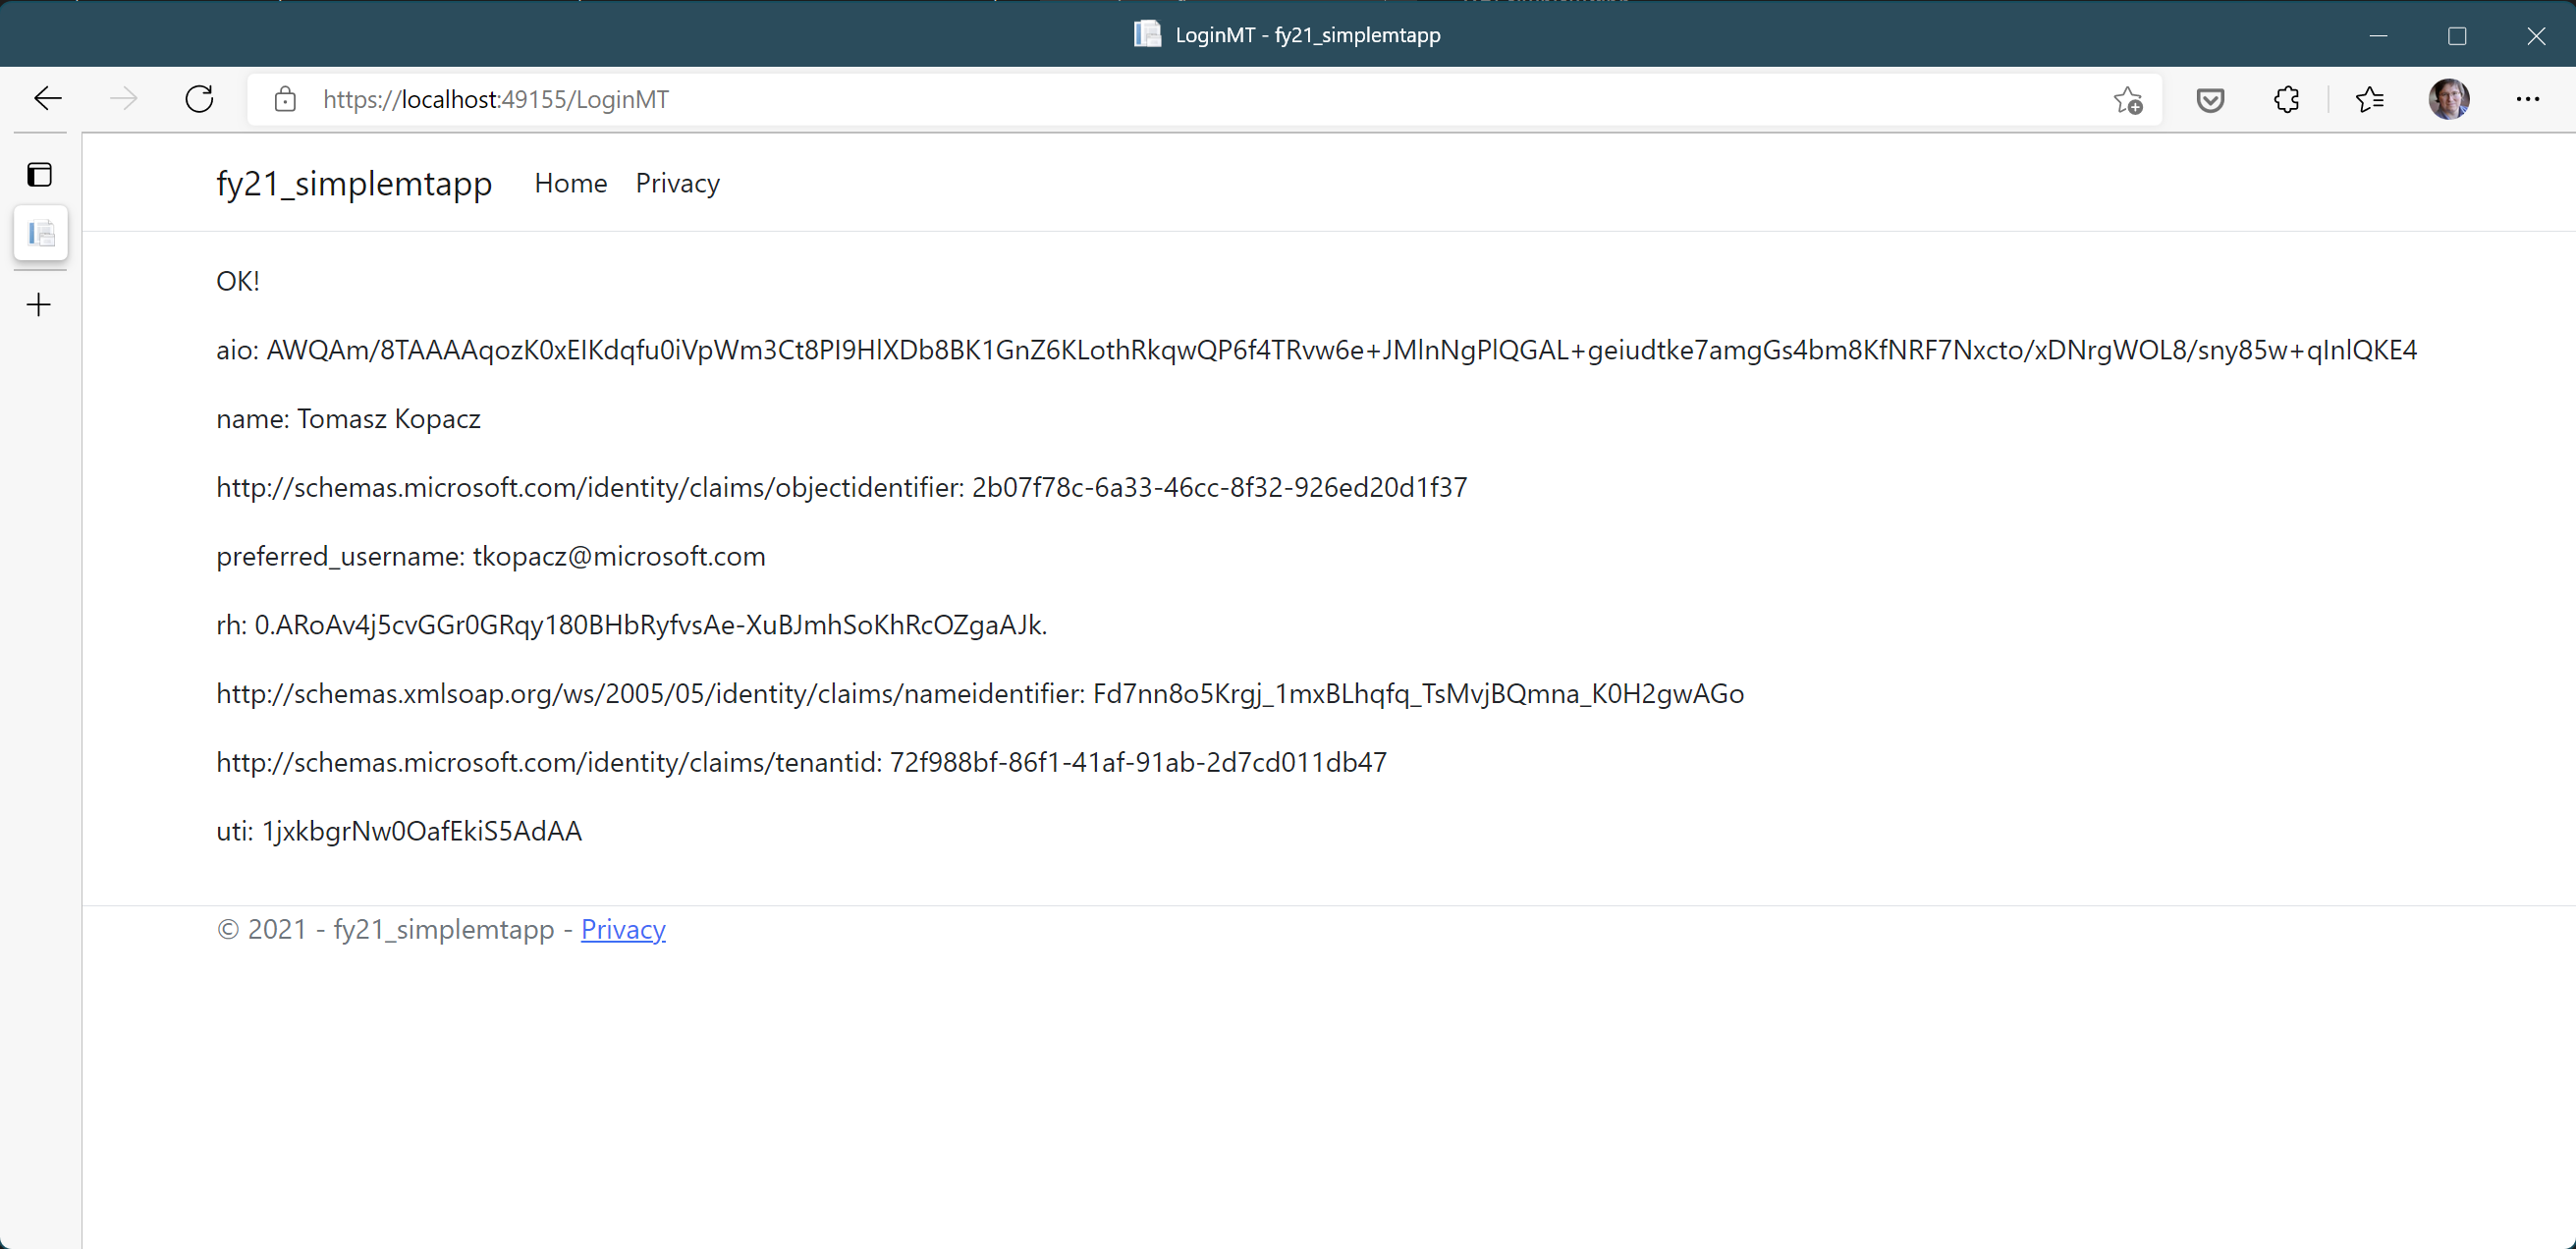 LoginMT - fy21_simplemtapp
https://localhost:49155/LoginMT
fy21_simplemtapp Home Privacy
OK!
aio: AWQAm/8TAAAAqozK0xEIKdqfu0iVpWm3Ct8PI9HlXDb8BK1GnZ6KLothRkqwQP6f4TRvw6e+JMlnNgPlQGAL+geiudtke7amgGs4bm8KfNRF7Nxcto/xDNrgWOL8/sny85w+qInlQKE4
name: Tomasz Kopacz
http://schemas.microsoft.com/identity/claims/objectidentifier: 2b07f78c-6a33-46cc-8f32-926ed20d1f37
preferred_username: tkopacz@microsoft.com
rh: 0.ARoAv4j5cvGGr0GRqy180BHbRyfvsAe-XuBJmhSoKhRcOZgaAJk.
http://schemas.xmlsoap.org/ws/2005/05/identity/claims/nameidentifier: Fd7nn8o5Krgj_1mxBLhqfq_TsMvjBQmna_K0H2gwAGo
http://schemas.microsoft.com/identity/claims/tenantid: 72f988bf-86f1-41af-91ab-2d7cd011db47
uti: 1jxkbgrNw0OafEkiS5AdAA
© 2021 - fy21_simplemtapp - Privacy